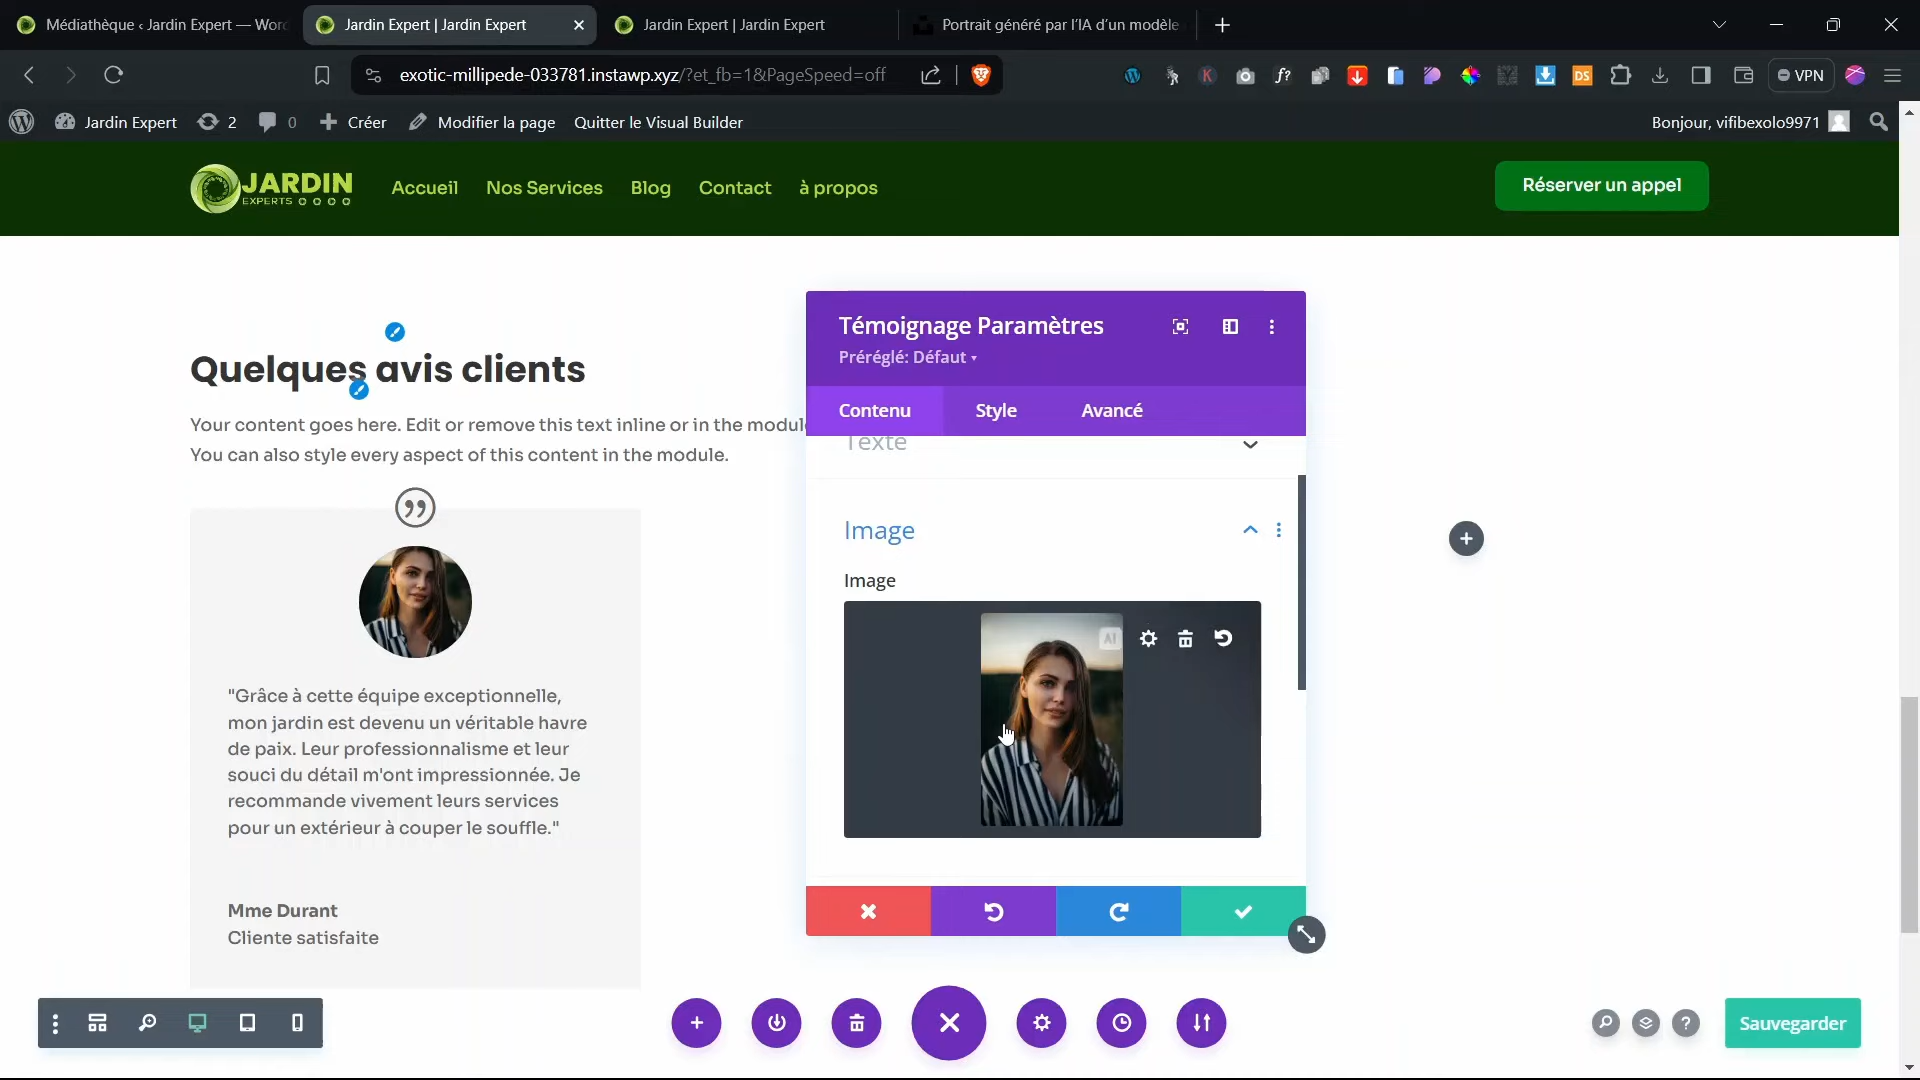 Médiathèque ‹ Jardin Expert — Wor
Jardin Expert | Jardin Expert
Jardin Expert | Jardin Expert
Portrait généré par l'IA d'un modèle
exotic-millipede-033781.instawp.xyz/?et_fb=1&PageSpeed=off
VPN
Jardin Expert
2
0
Créer
Modifier la page
Quitter le Visual Builder
Bonjour, vifibexolo9971
JARDIN
EXPERTS
Accueil
Nos Services
Blog
Contact
à propos
Réserver un appel
Quelques avis clients
Your content goes here. Edit or remove this text inline or in the modul
You can also style every aspect of this content in the module.
"Grâce à cette équipe exceptionnelle,
mon jardin est devenu un véritable havre
de paix. Leur professionnalisme et leur
souci du détail m'ont impressionnée. Je
recommande vivement leurs services
pour un extérieur à couper le souffle."
Mme Durant
Cliente satisfaite
Témoignage Paramètres
Préréglé: Défaut
Contenu
Style
Avancé
Texte
Image
Image
AI
Sauvegarder